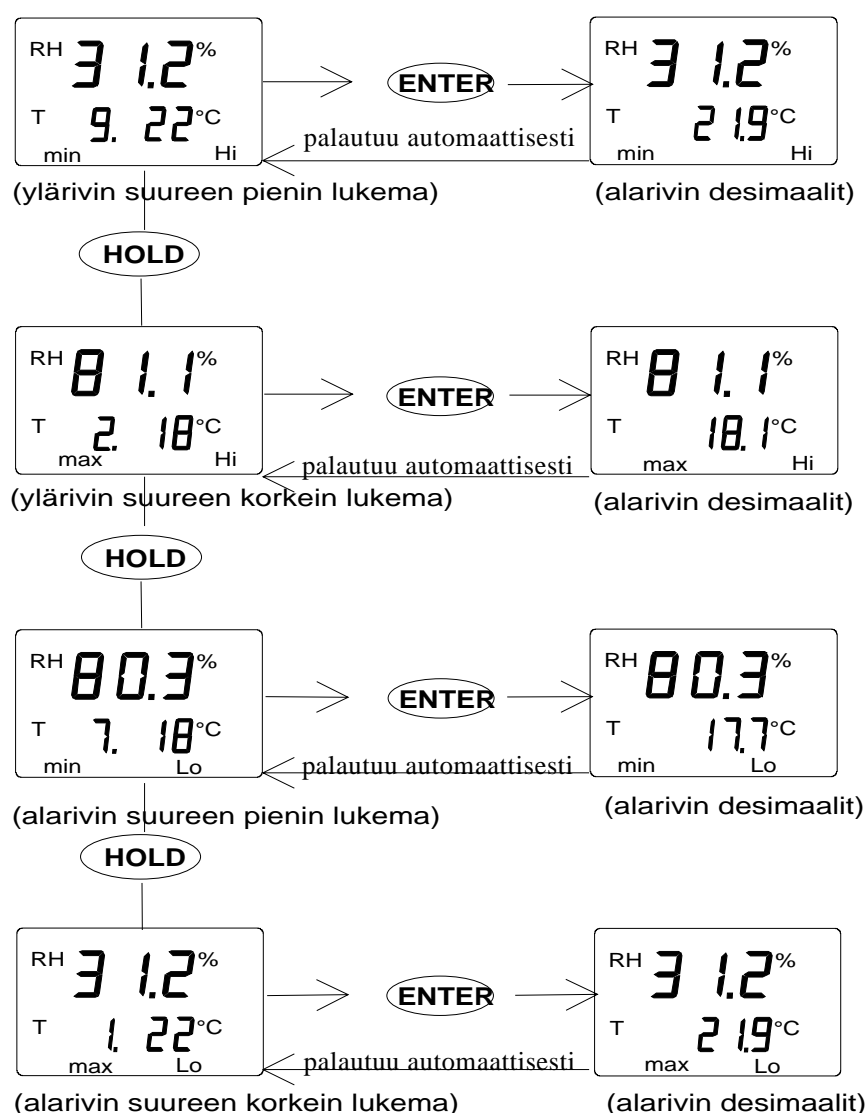 RH 31.2 % ENTER RH 31.2 %
T 9. 22 °C palautuu automaattisesti T 21.9 °C
min Hi min Hi
(ylärivin suureen pienin lukema) (alarivin desimaalit)
HOLD
RH 81.1 % ENTER RH 81.1 %
T 2. 18 °C T 18.1 °C
max Hi palautuu automaattisesti max Hi
(ylärivin suureen korkein lukema) (alarivin desimaalit)
HOLD
RH 80.3 % ENTER RH 80.3 %
T 7. 18 °C T 17.7 °C
min Lo palautuu automaattisesti min Lo
(alarivin suureen pienin lukema) (alarivin desimaalit)
HOLD
RH 31.2 % ENTER RH 31.2 %
T 1. 22 °C T 21.9 °C
max Lo palautuu automaattisesti max Lo
(alarivin suureen korkein lukema) (alarivin desimaalit)